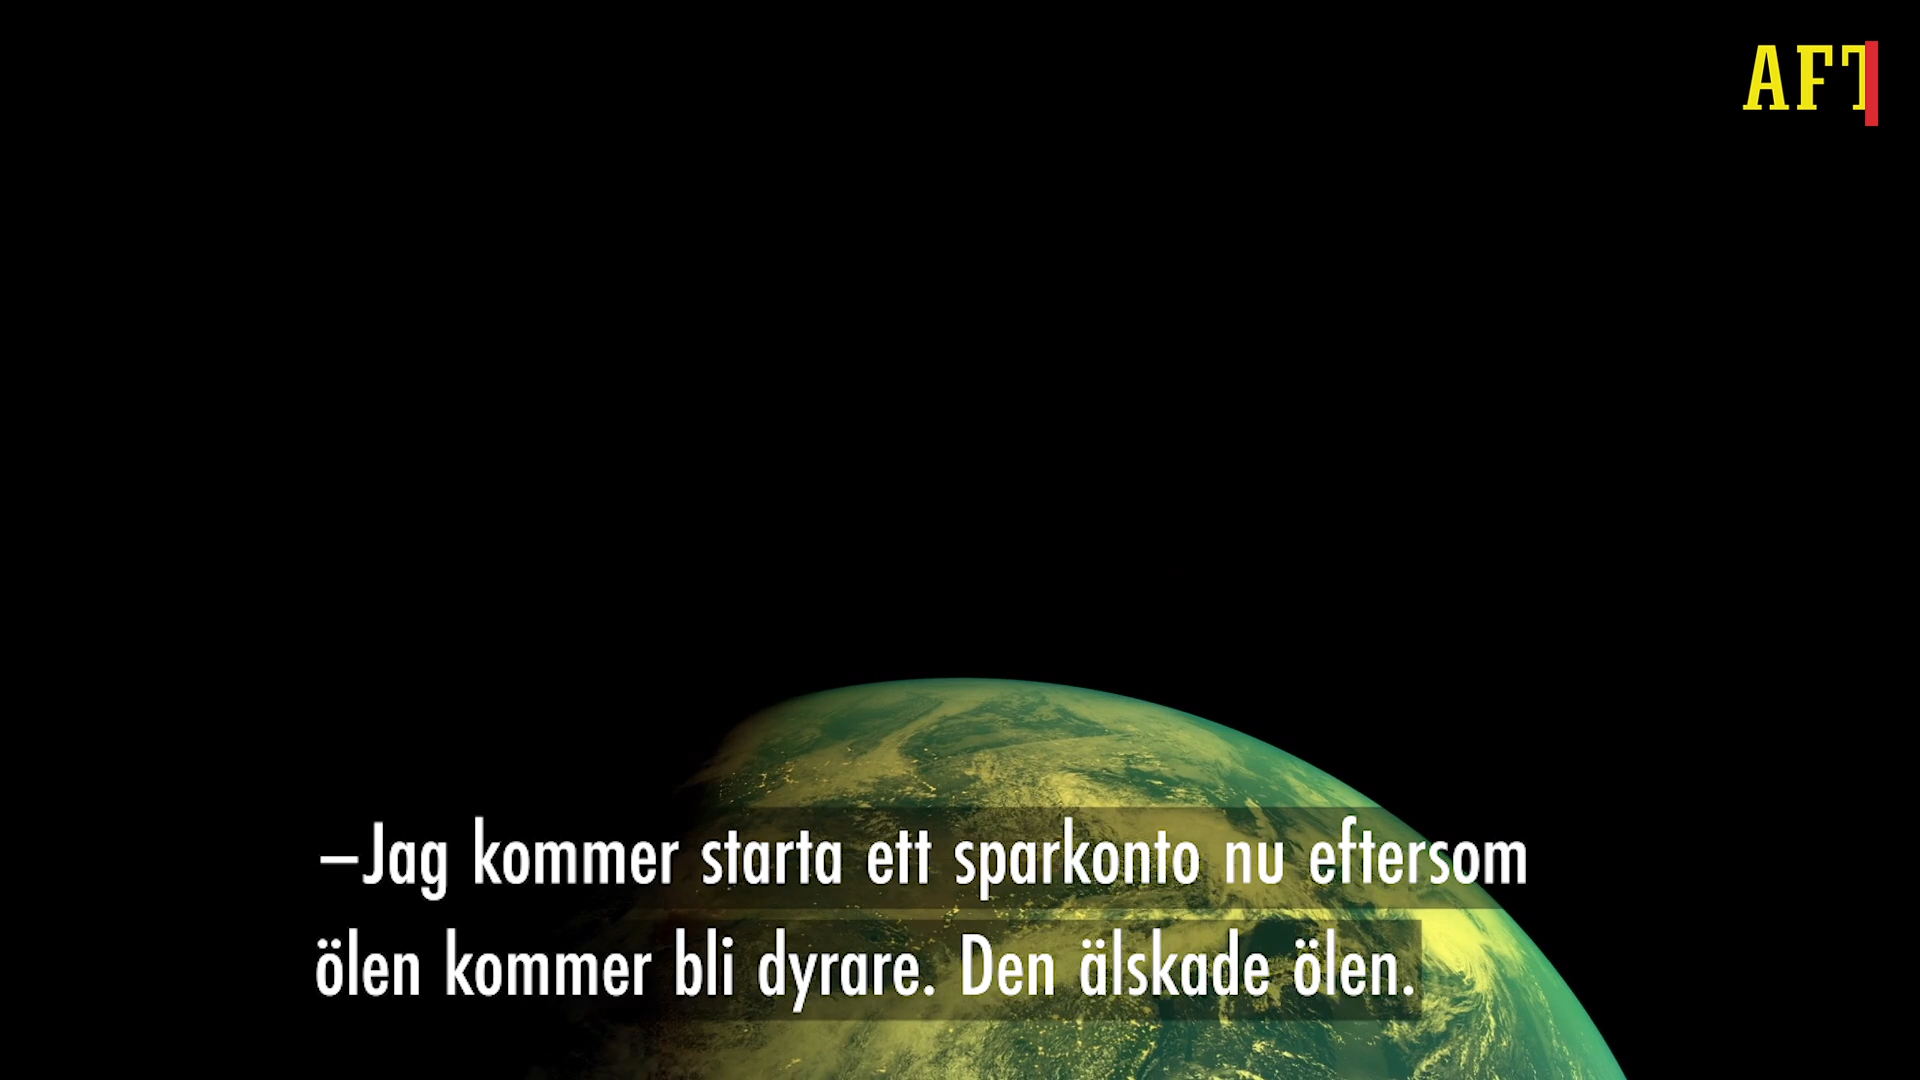 AFT
–Jag kommer starta ett sparkonto nu eftersom
ölen kommer bli dyrare. Den älskade ölen.